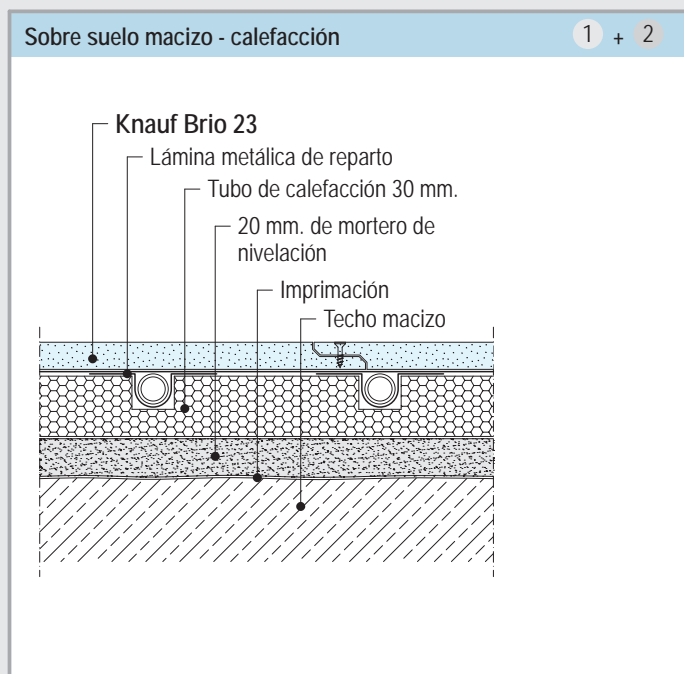 Sobre suelo macizo - calefacción 1 + 2
Knauf Brio 23
Lámina metálica de reparto
Tubo de calefacción 30 mm.
20 mm. de mortero de
nivelación
Imprimación
Techo macizo